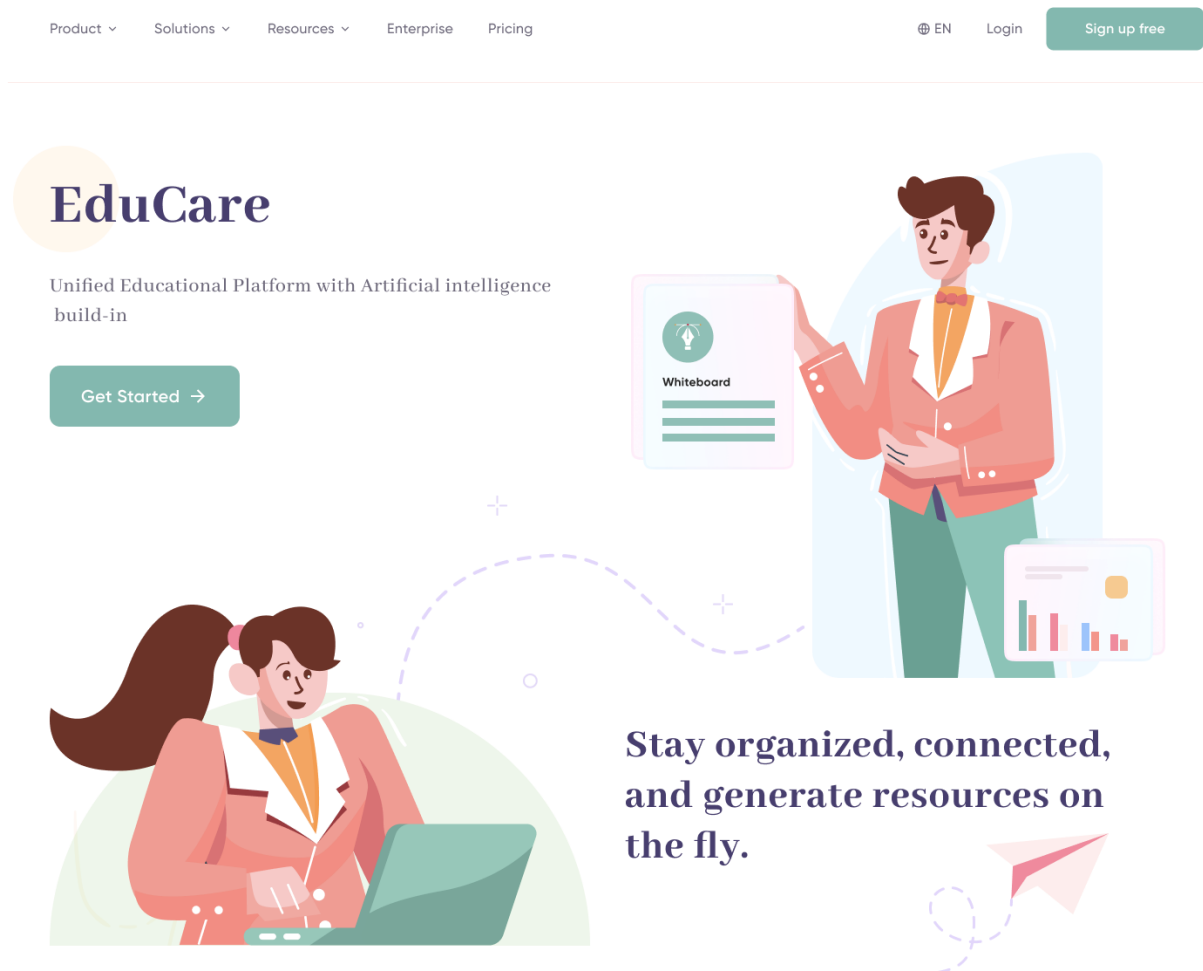 Product
Solutions
Resources
Enterprise
Pricing
EN
Login
Sign up free
EduCare
Unified Educational Platform with Artificial intelligence
build-in
Get Started
Whiteboard
Stay organized, connected,
and generate resources on
the fly.